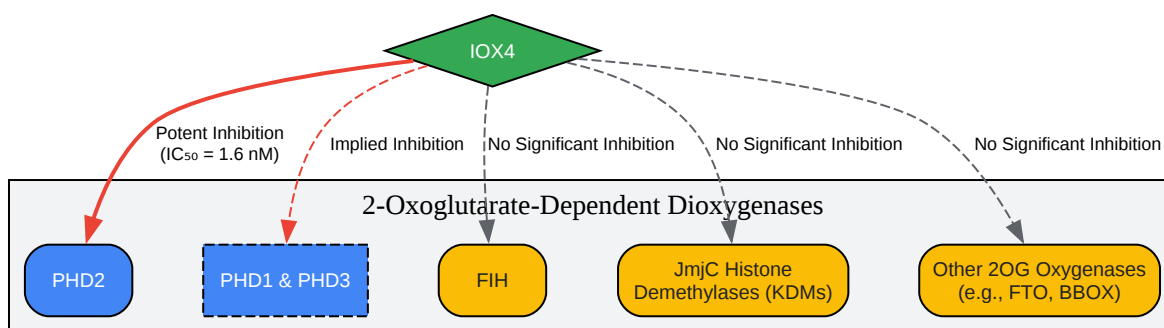 IOX4
Potent Inhibition
(IC₅₀ = 1.6 nM)
Implied Inhibition
No Significant Inhibition
No Significant Inhibition
No Significant Inhibition
2-Oxoglutarate-Dependent Dioxygenases
PHD2
PHD1 & PHD3
FIH
JmjC Histone
Demethylases (KDMs)
Other 2OG Oxygenases
(e.g., FTO, BBOX)